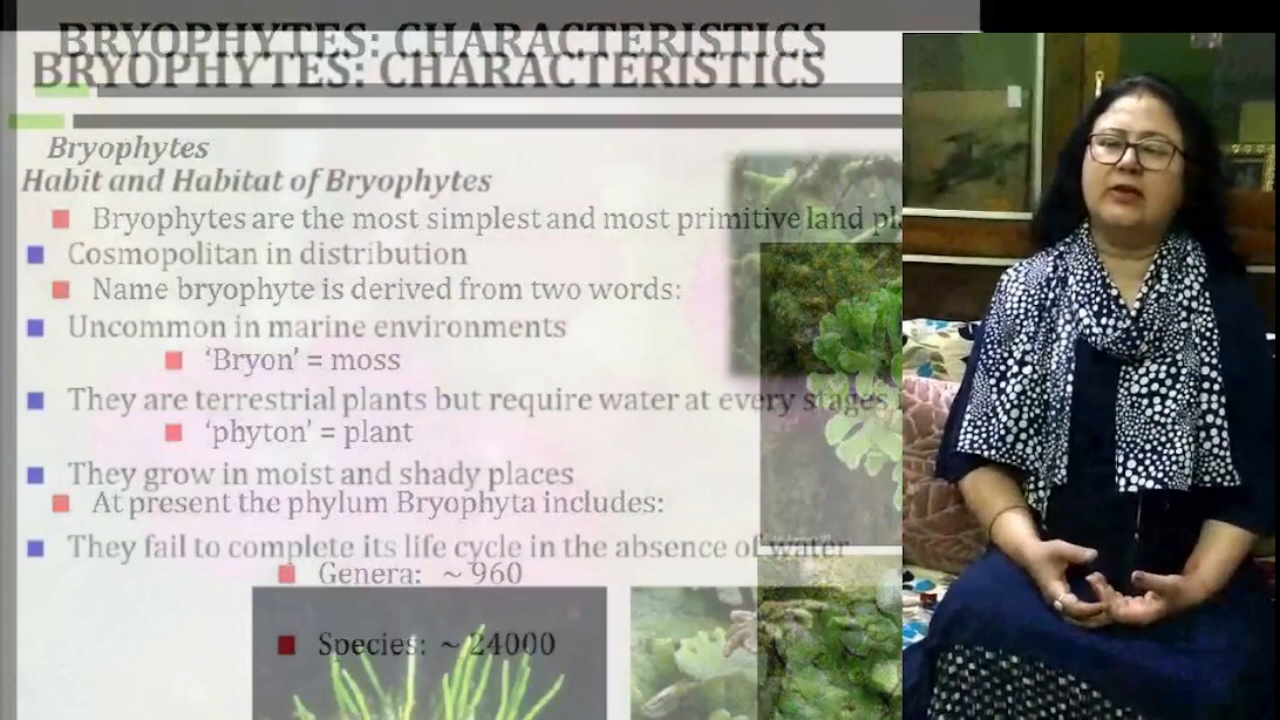 BRYOPHYTES: CHARACTERISTICS
BRYOPHYTES: CHARACTERISTICS
Bryophytes
Habit and Habitat of Bryophytes
Bryophytes are the most simplest and most primitive land
Cosmopolitan in distribution
Name bryophyte is derived from two words:
Uncommon in marine environments
‘Bryon’ = moss
They are terrestrial plants but require water at every stages
‘phyton’ = plant
They grow in moist and shady places
At present the phylum Bryophyta includes:
They fail to complete its life cycle in the absence of water
Genera: ~ 960
Species: ~ 24000